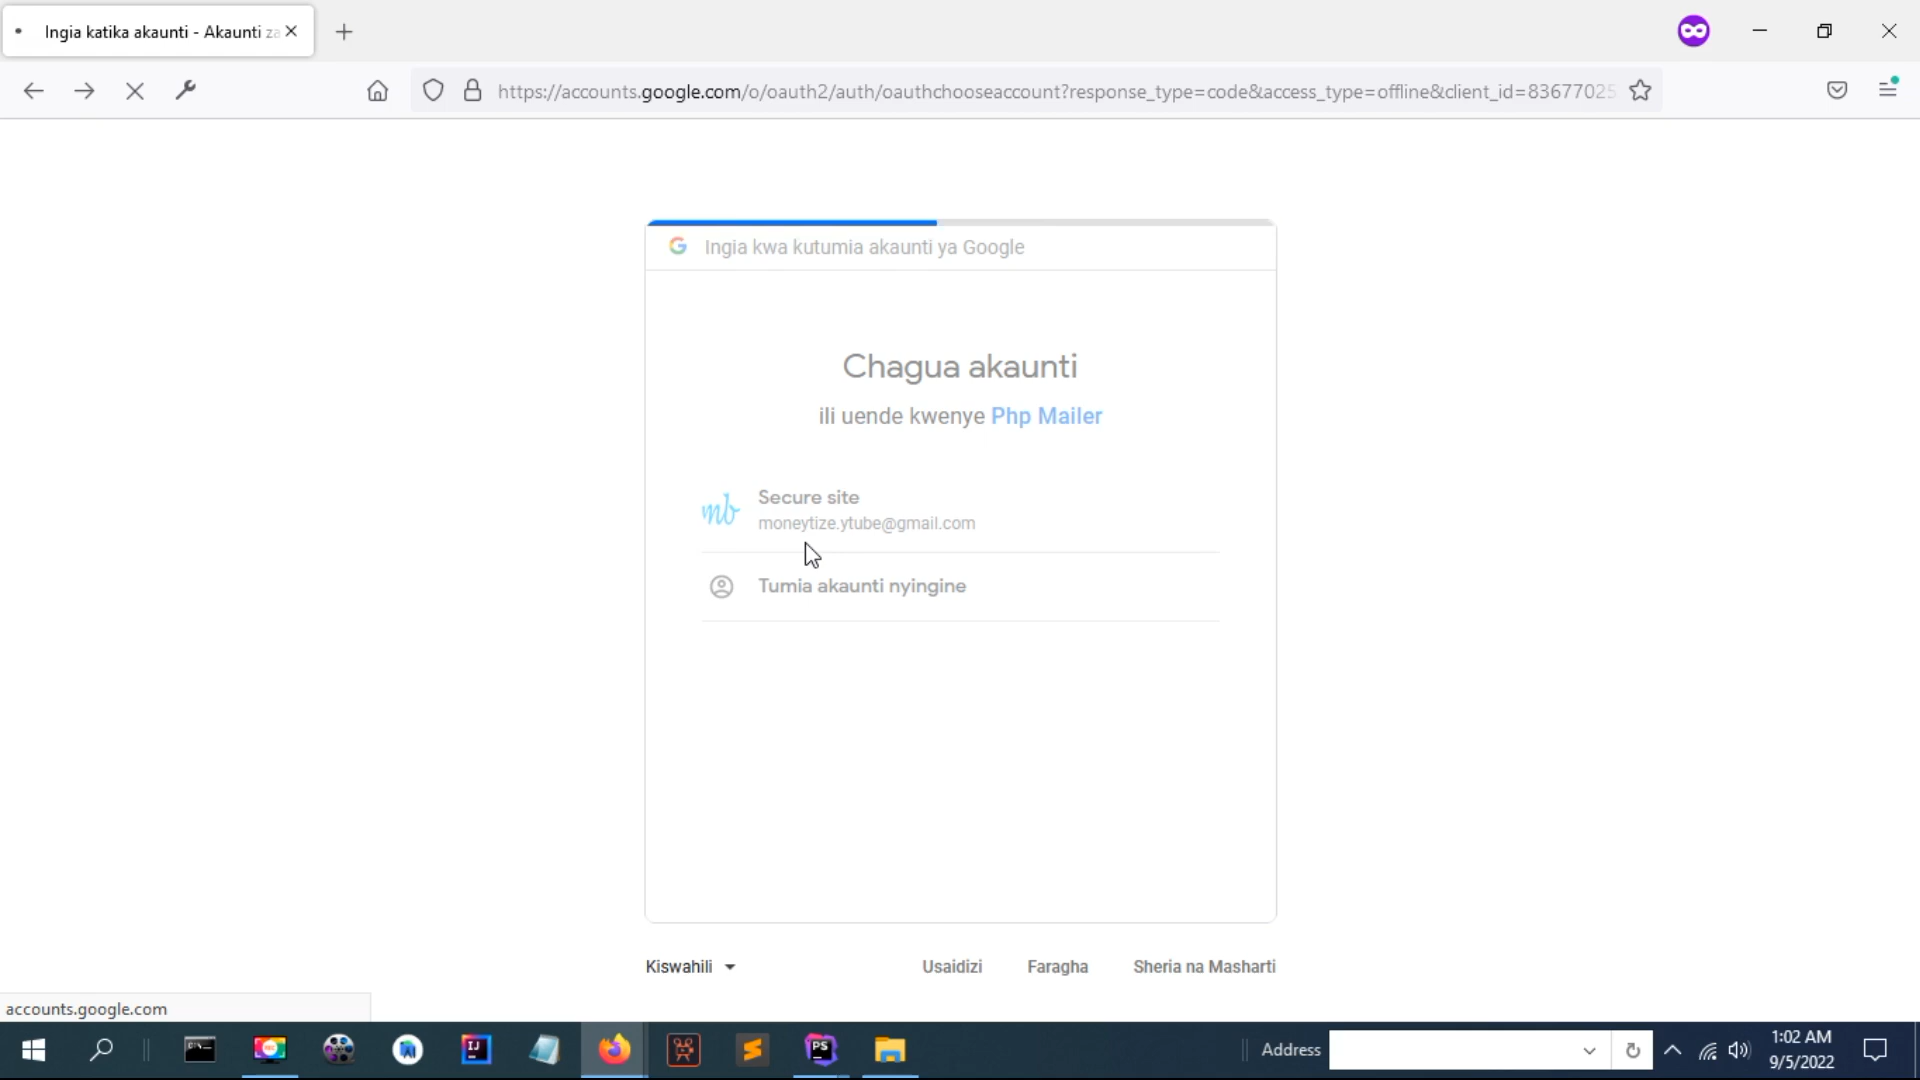 Ingia katika akaunti - Akaunti za
https://accounts.google.com/o/oauth2/auth/oauthchooseaccount?response_type=code&access_type=offline&client_id=83677025
Ingia kwa kutumia akaunti ya Google
Chagua akaunti
ili uende kwenye Php Mailer
mb
Secure site
moneytize.ytube@gmail.com
Tumia akaunti nyingine
Kiswahili
Usaidizi
Faragha
Sheria na Masharti
accounts.google.com
Address
1:02 AM
9/5/2022